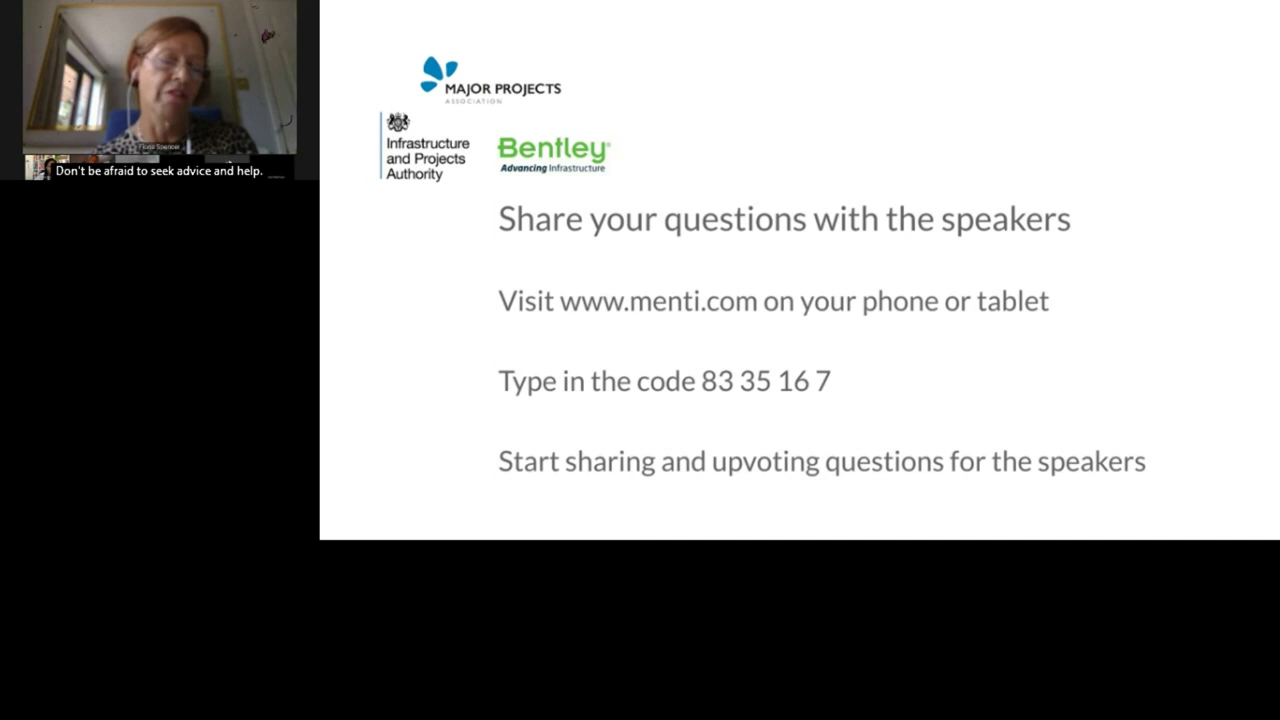 Fiona Spencer
Don't be afraid to seek advice and help.
MAJOR PROJECTS
ASSOCIATION
Infrastructure
and Projects
Authority
Bentley®
Advancing Infrastructure
Share your questions with the speakers
Visit www.menti.com on your phone or tablet
Type in the code 83 35 16 7
Start sharing and upvoting questions for the speakers